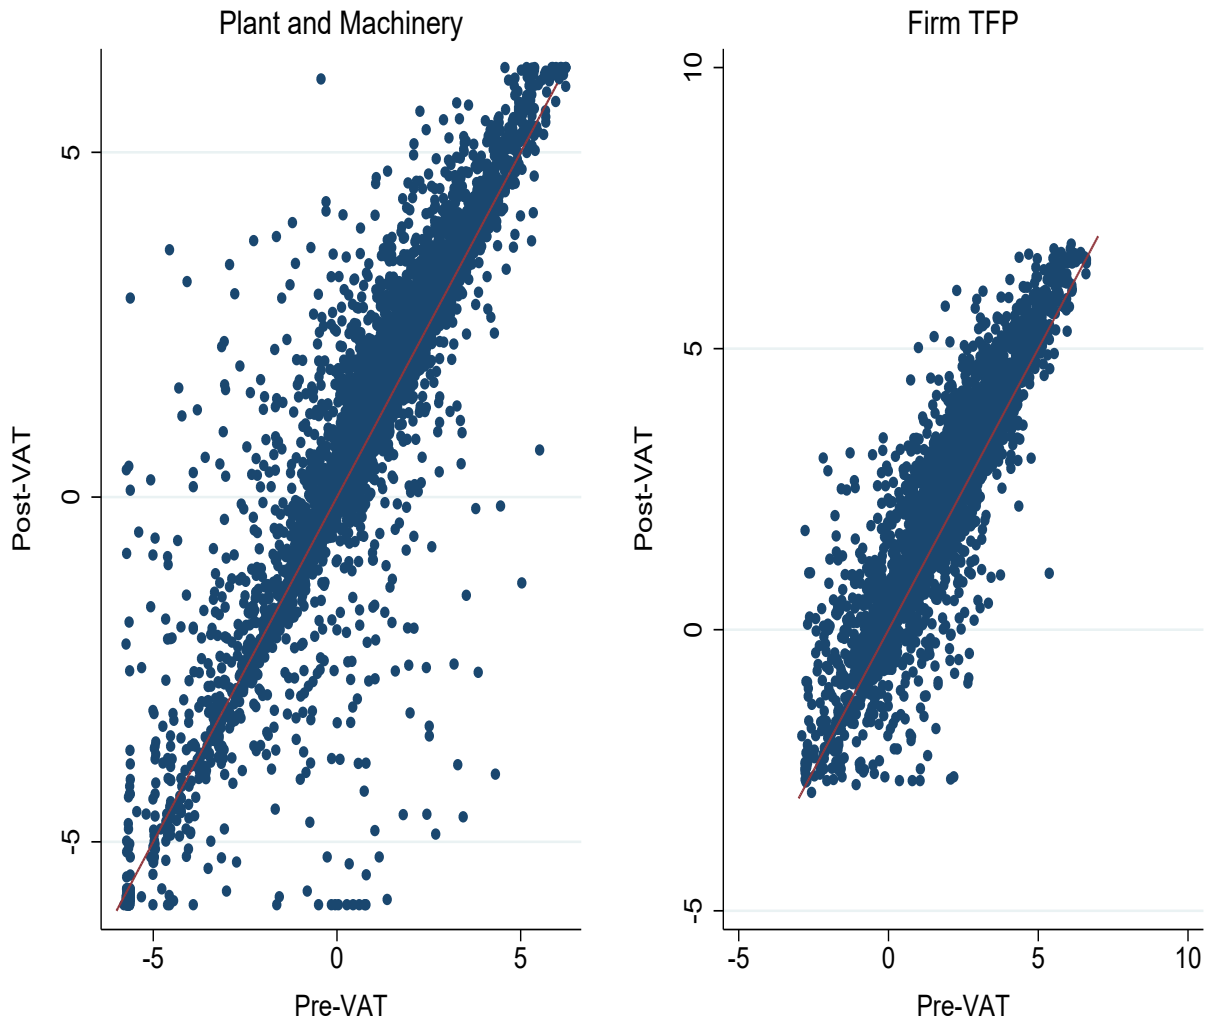 Plant and Machinery
Post-VAT
5
0
-5
-5 0 5
Pre-VAT
Firm TFP
Post-VAT
10
5
0
-5
-5 0 5 10
Pre-VAT